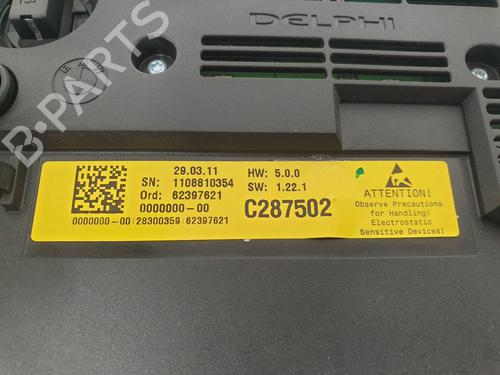 DELPHI
B-PARTS
29.03.11
SN: 1108810354
Ord: 62397621
0000000-00
0000000-00 28300359 62397621
HW: 5.0.0
SW: 1.22.1
C287502
ATTENTION!
Observe Precautions
for Handling!
Electrostatic
Sensitive Devices!